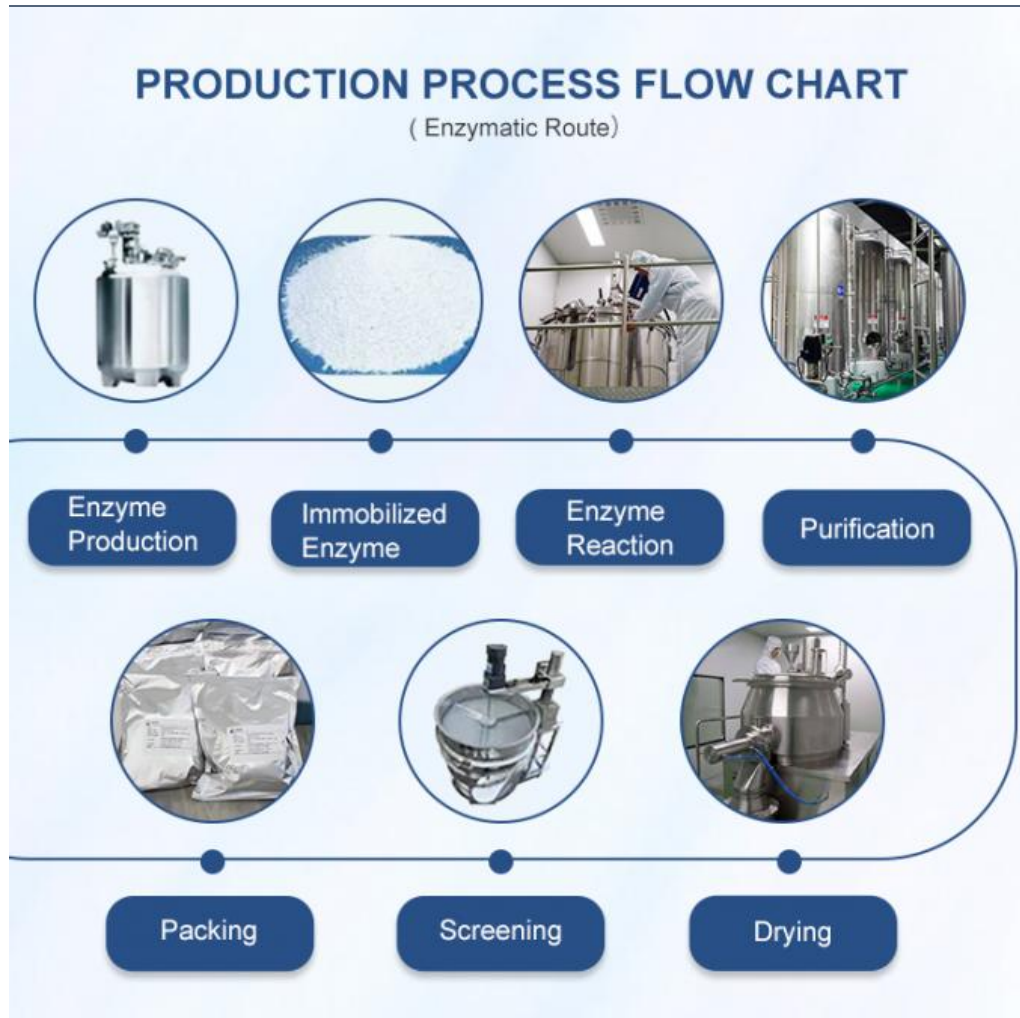 PRODUCTION PROCESS FLOW CHART
( Enzymatic Route）
Enzyme
Production
Immobilized
Enzyme
Enzyme
Reaction
Purification
Packing
Screening
Drying